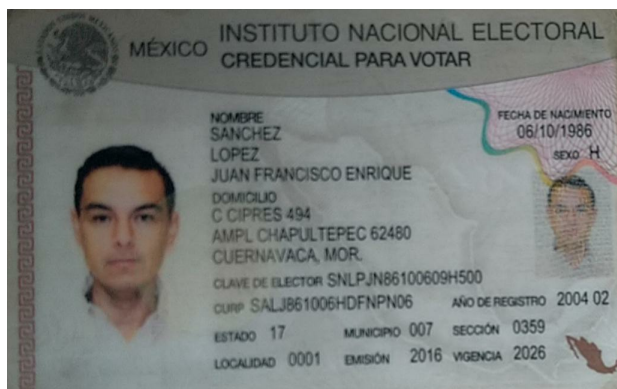 MÉXICO
INSTITUTO NACIONAL ELECTORAL
CREDENCIAL PARA VOTAR
NOMBRE
SANCHEZ
LOPEZ
JUAN FRANCISCO ENRIQUE
FECHA DE NACIMIENTO
06/10/1986
SEXO H
DOMICILIO
C CIPRES 494
AMPL CHAPULTEPEC 62480
CUERNAVACA, MOR.
CLAVE DE ELECTOR SNLPJN86100609H500
CURP SALJ861006HDFNPN06 AÑO DE REGISTRO 2004 02
ESTADO 17 MUNICIPIO 007 SECCIÓN 0359
LOCALIDAD 0001 EMISIÓN 2016 VIGENCIA 2026